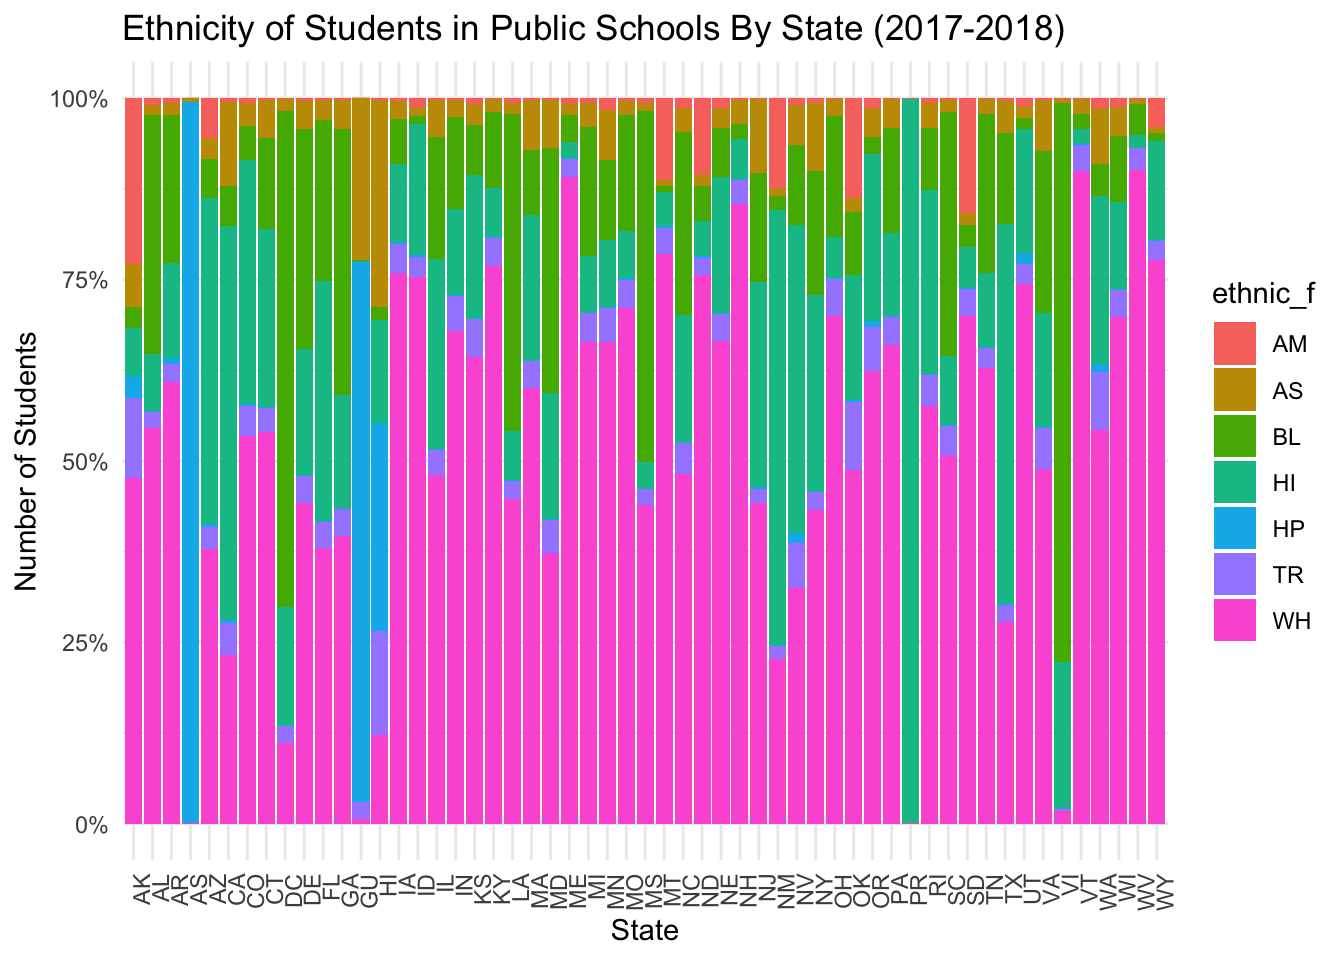 Ethnicity of Students in Public Schools By State (2017-2018)
100%
75%
50%
25%
0%
Number of Students
AK AL AR AS AZ CA CO CT DC DE FL GA GU HI IA ID IL IN KS KY LA MA MD ME MI MN MO MS MT NC ND NE NH NJ NM NV NY OH OK OR PA PR RI SC SD TN TX UT VA VI VT WA WI WV WY
State
ethnic_f
AM
AS
BL
HI
HP
TR
WH